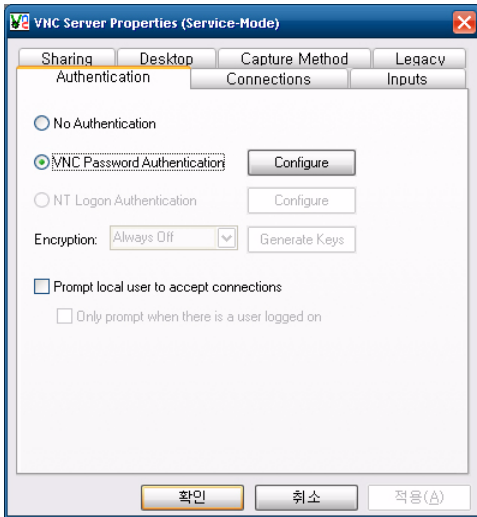 VNC Server Properties (Service-Mode)
Sharing Desktop Capture Method Legacy
Authentication Connections Inputs
No Authentication
VNC Password Authentication Configure
NT Logon Authentication Configure
Encryption: Always Off Generate Keys
Prompt local user to accept connections
Only prompt when there is a user logged on
확인 취소 적용(A)